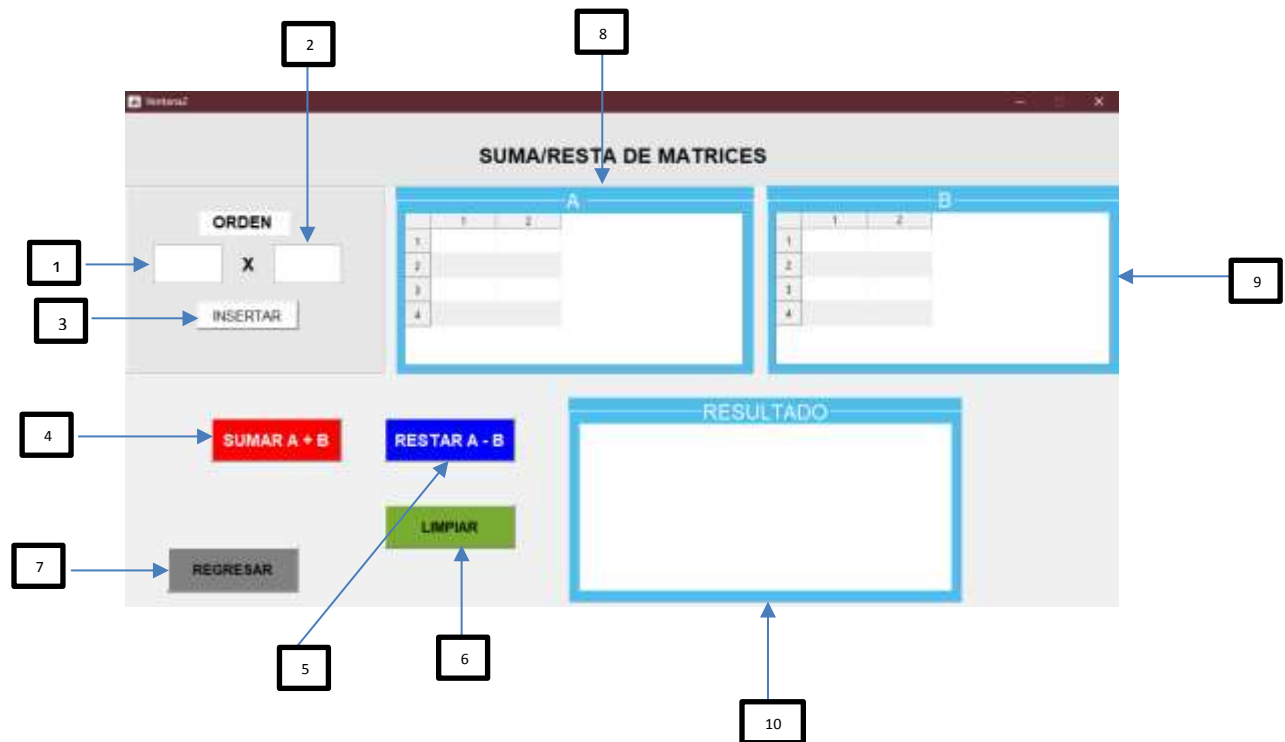 2
8
Ventana2
SUMA/RESTA DE MATRICES
A
B
ORDEN
1 2
1 2
1
X
1
2
3
4
1
2
3
4
9
3
INSERTAR
RESULTADO
4
SUMAR A + B
RESTAR A - B
LIMPIAR
7
REGRESAR
5
6
10